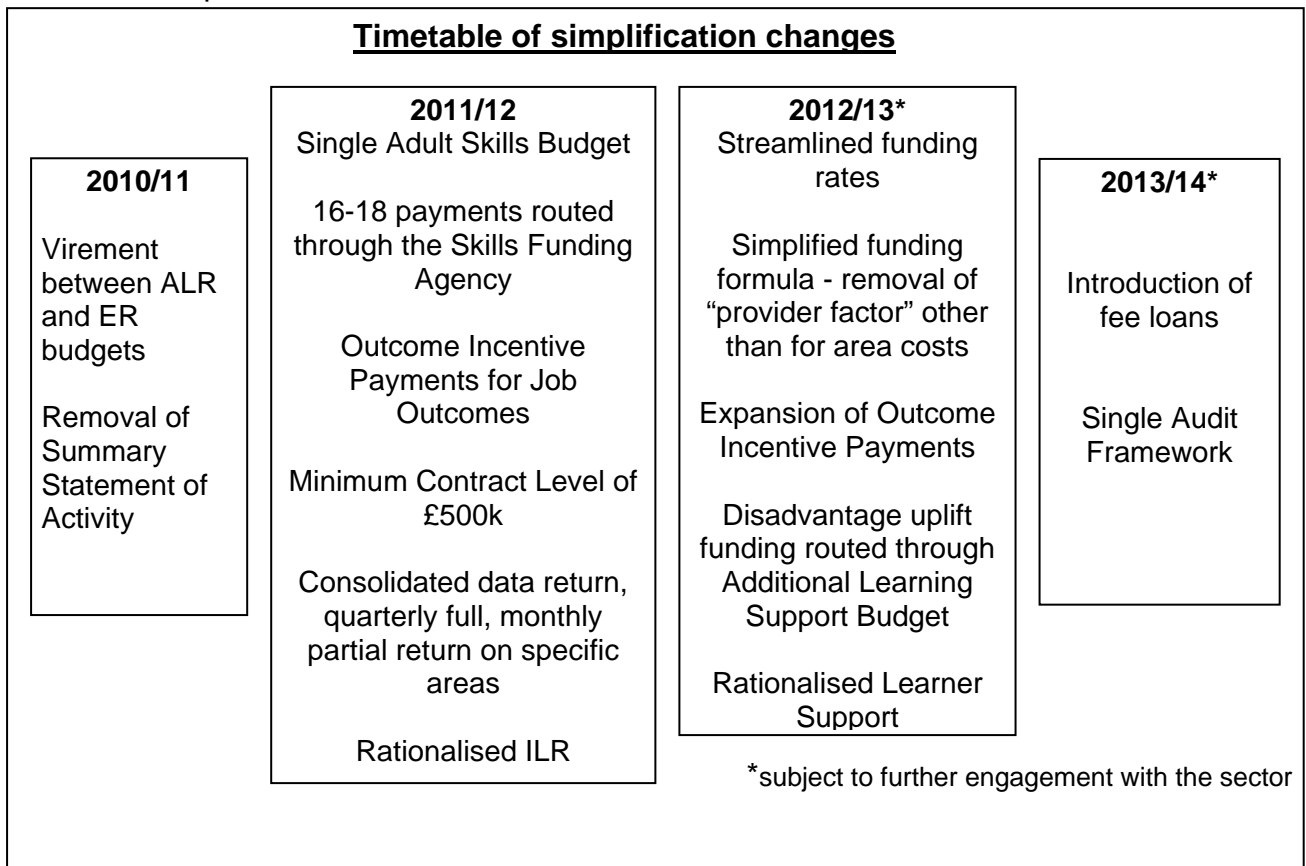 Timetable of simplification changes
2010/11
Virement
between ALR
and ER
budgets
Removal of
Summary
Statement of
Activity
2011/12
Single Adult Skills Budget
16-18 payments routed
through the Skills Funding
Agency
Outcome Incentive
Payments for Job
Outcomes
Minimum Contract Level of
£500k
Consolidated data return,
quarterly full, monthly
partial return on specific
areas
Rationalised ILR
2012/13*
Streamlined funding
rates
Simplified funding
formula - removal of
“provider factor” other
than for area costs
Expansion of Outcome
Incentive Payments
Disadvantage uplift
funding routed through
Additional Learning
Support Budget
Rationalised Learner
Support
2013/14*
Introduction of
fee loans
Single Audit
Framework
*subject to further engagement with the sector